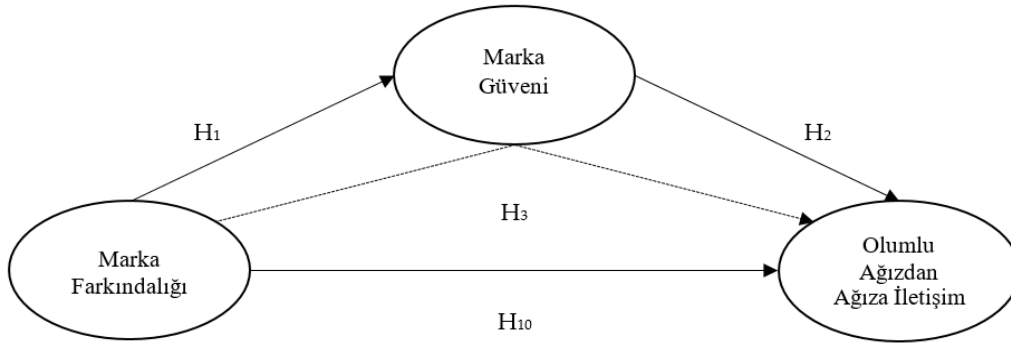 Marka
Güveni
H1
H2
H3
Marka
Farkındalığı
Olumlu
Ağızdan
Ağıza İletişim
H10